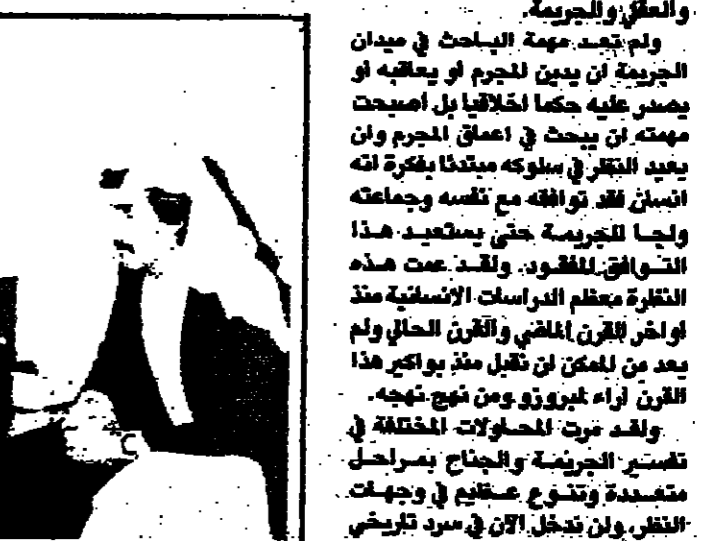 والعقل والجريمة.
ولم تعد مهمة الباحث في ميدان
الجريمة ان يدين المجرم او يعاقبه او
يصدر عليه حكما اخلاقيا بل اصبحت
مهمته ان يبحث في اعماق المجرم وان
يعيد النظر في سلوكه مبتدئا بفكرة انه
انسان فقد توافقه مع نفسه وجماعته
ولجا للجريمة حتى يستعيد هذا
التوافق المفقود. ولقد عمت هذه
النظرة معظم الدراسات الانسانية منذ
اواخر القرن الماضي والقرن الحالي ولم
يعد من الممكن ان نقبل منذ بواكير هذا
القرن اراء لمبروزو ومن نهج نهجه.
ولقد مرت المحاولات المختلفة في
تفسير الجريمة والجناح بمراحل
متعددة وتنوع عظيم في وجهات
النظر، ولن ندخل الآن في سرد تاريخي